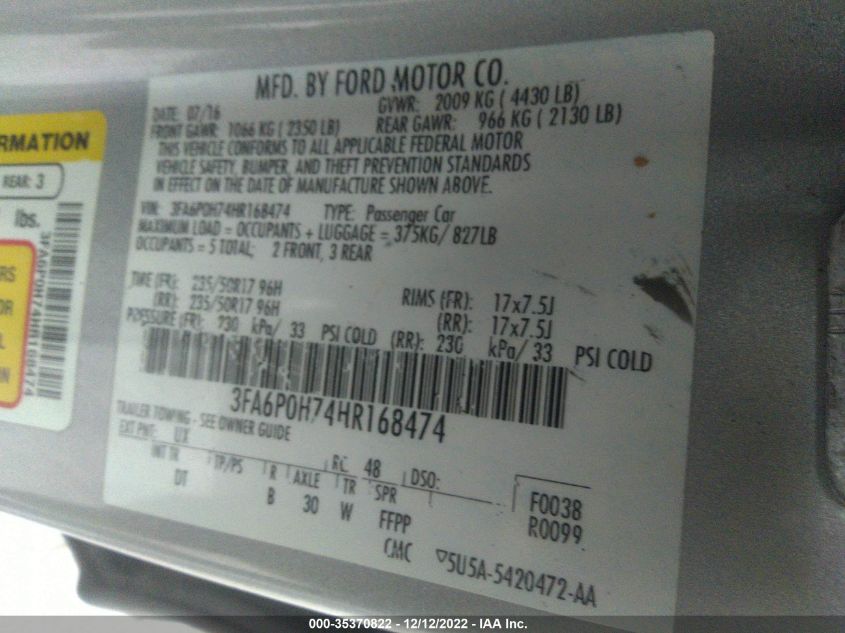 MFD. BY FORD MOTOR CO.
DATE: 07/16 GVWR: 2009 KG ( 4430 LB)
FRONT GAWR: 1066 KG ( 2350 LB) REAR GAWR: 966 KG ( 2130 LB)
THIS VEHICLE CONFORMS TO ALL APPLICABLE FEDERAL MOTOR
VEHICLE SAFETY, BUMPER, AND THEFT PREVENTION STANDARDS
IN EFFECT ON THE DATE OF MANUFACTURE SHOWN ABOVE.
VIN: 3FA6P0H74HR168474 TYPE: Passenger Car
MAXIMUM LOAD = OCCUPANTS + LUGGAGE = 375KG/ 827LB
OCCUPANTS = 5 TOTAL: 2 FRONT, 3 REAR
TIRE (FR): 235/50R17 96H RIMS (FR): 17x7.5J
(RR): 235/50R17 96H (RR): 17x7.5J
PRESSURE (FR): 230 kPa/ 33 PSI COLD (RR): 230 kPa/ 33 PSI COLD
3FA6P0H74HR168474
TRAILER TOWING - SEE OWNER GUIDE
EXT PNT: UX RC: 48 DSO:
INT TR TP/PS R AXLE TR SPR F0038
DT B 30 W FFPP R0099
CMC 5U5A-5420472-AA
ORMATION
REAR: 3
lbs.
3FA6P0H74HR168474
RS
OR
L
N
000-35370822 - 12/12/2022 - IAA Inc.